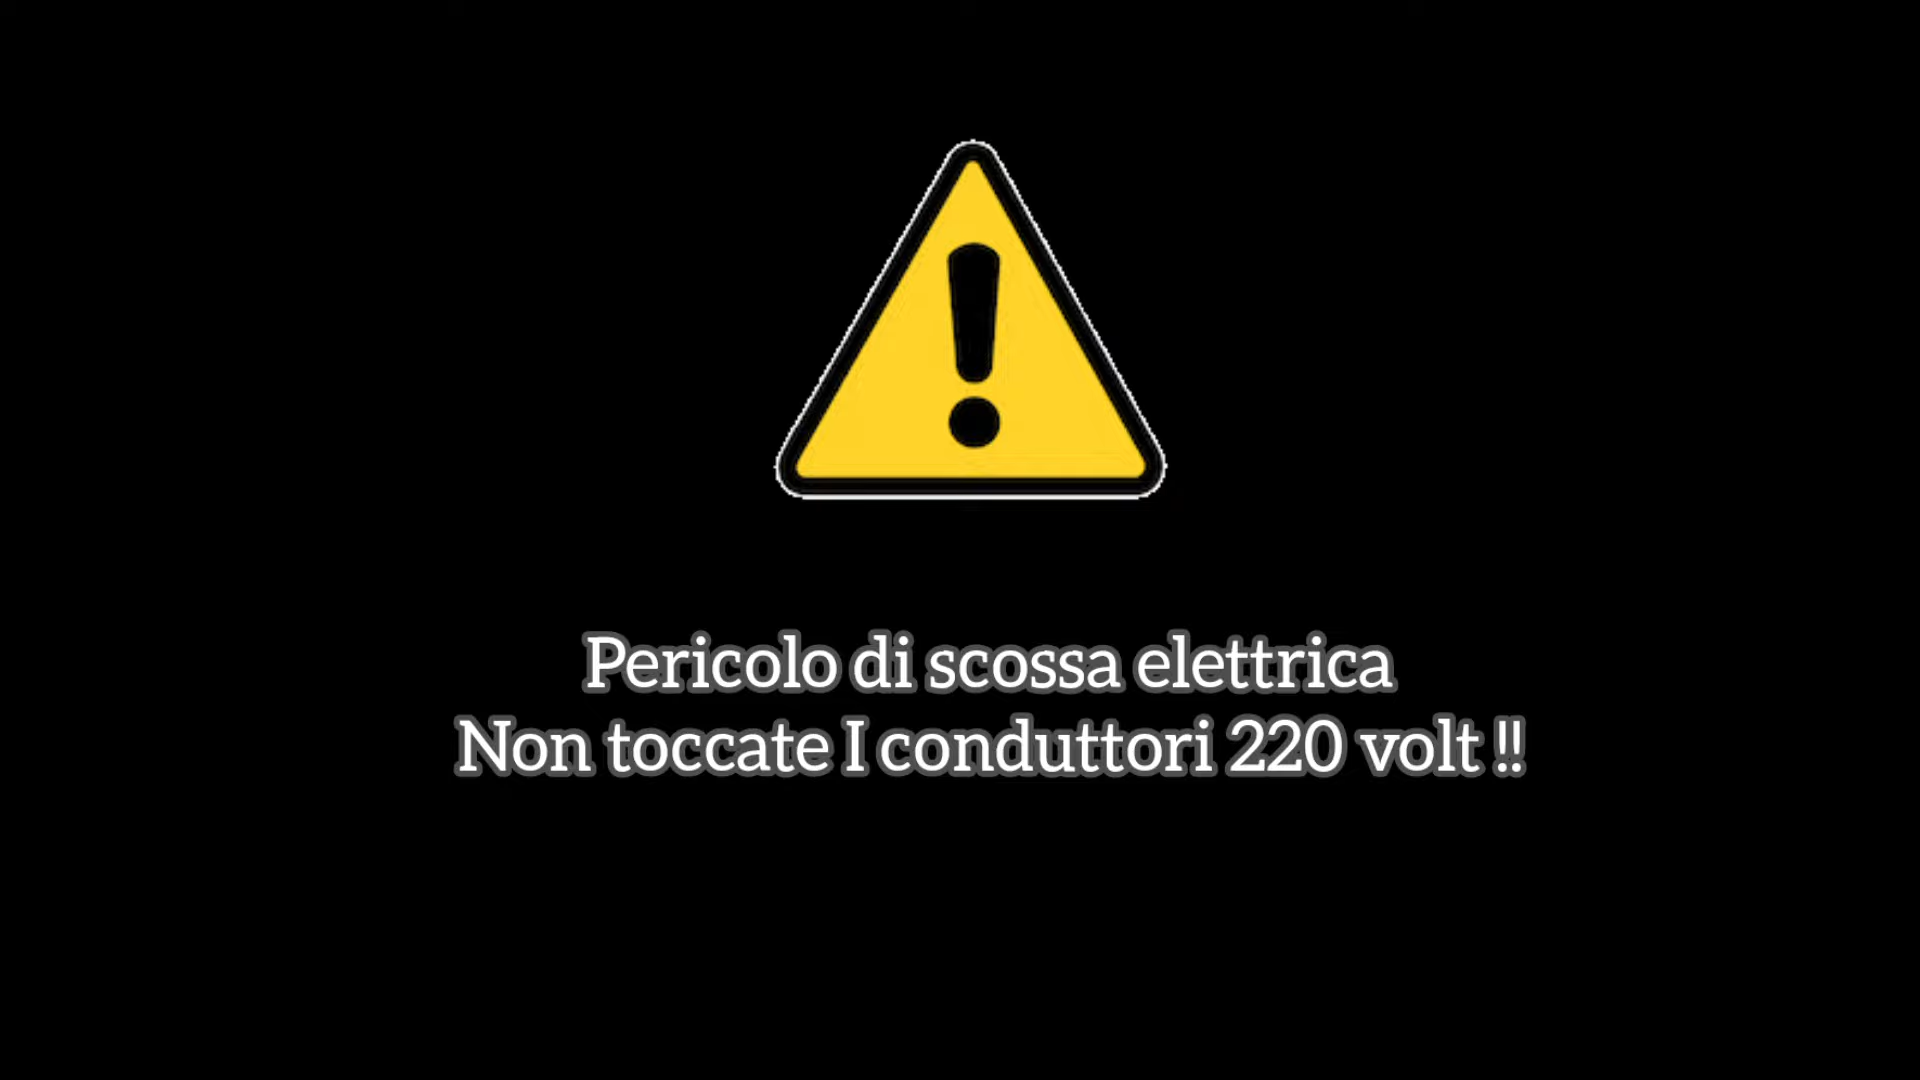 Pericolo di scossa elettrica
Non toccate I conduttori 220 volt !!